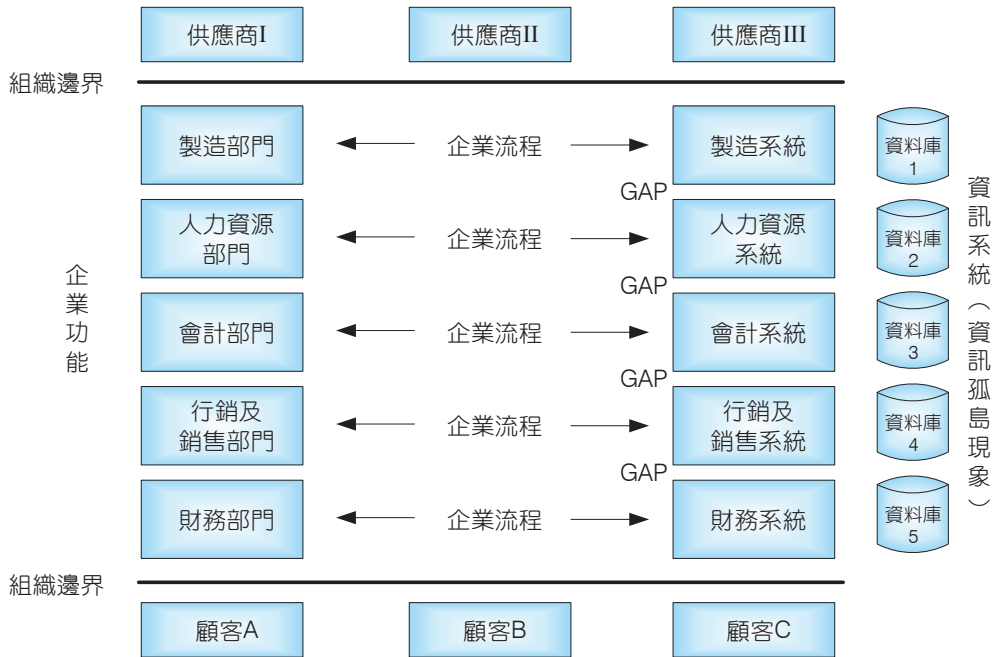 供應商I
供應商II
供應商III
組織邊界
製造部門
企業流程
製造系統
資料庫
1
GAP
人力資源
部門
企業流程
人力資源
系統
資料庫
2
GAP
會計部門
企業流程
會計系統
資料庫
3
GAP
行銷及
銷售部門
企業流程
行銷及
銷售系統
資料庫
4
GAP
財務部門
企業流程
財務系統
資料庫
5
企業功能
資訊系統（資訊孤島現象）
組織邊界
顧客A
顧客B
顧客C